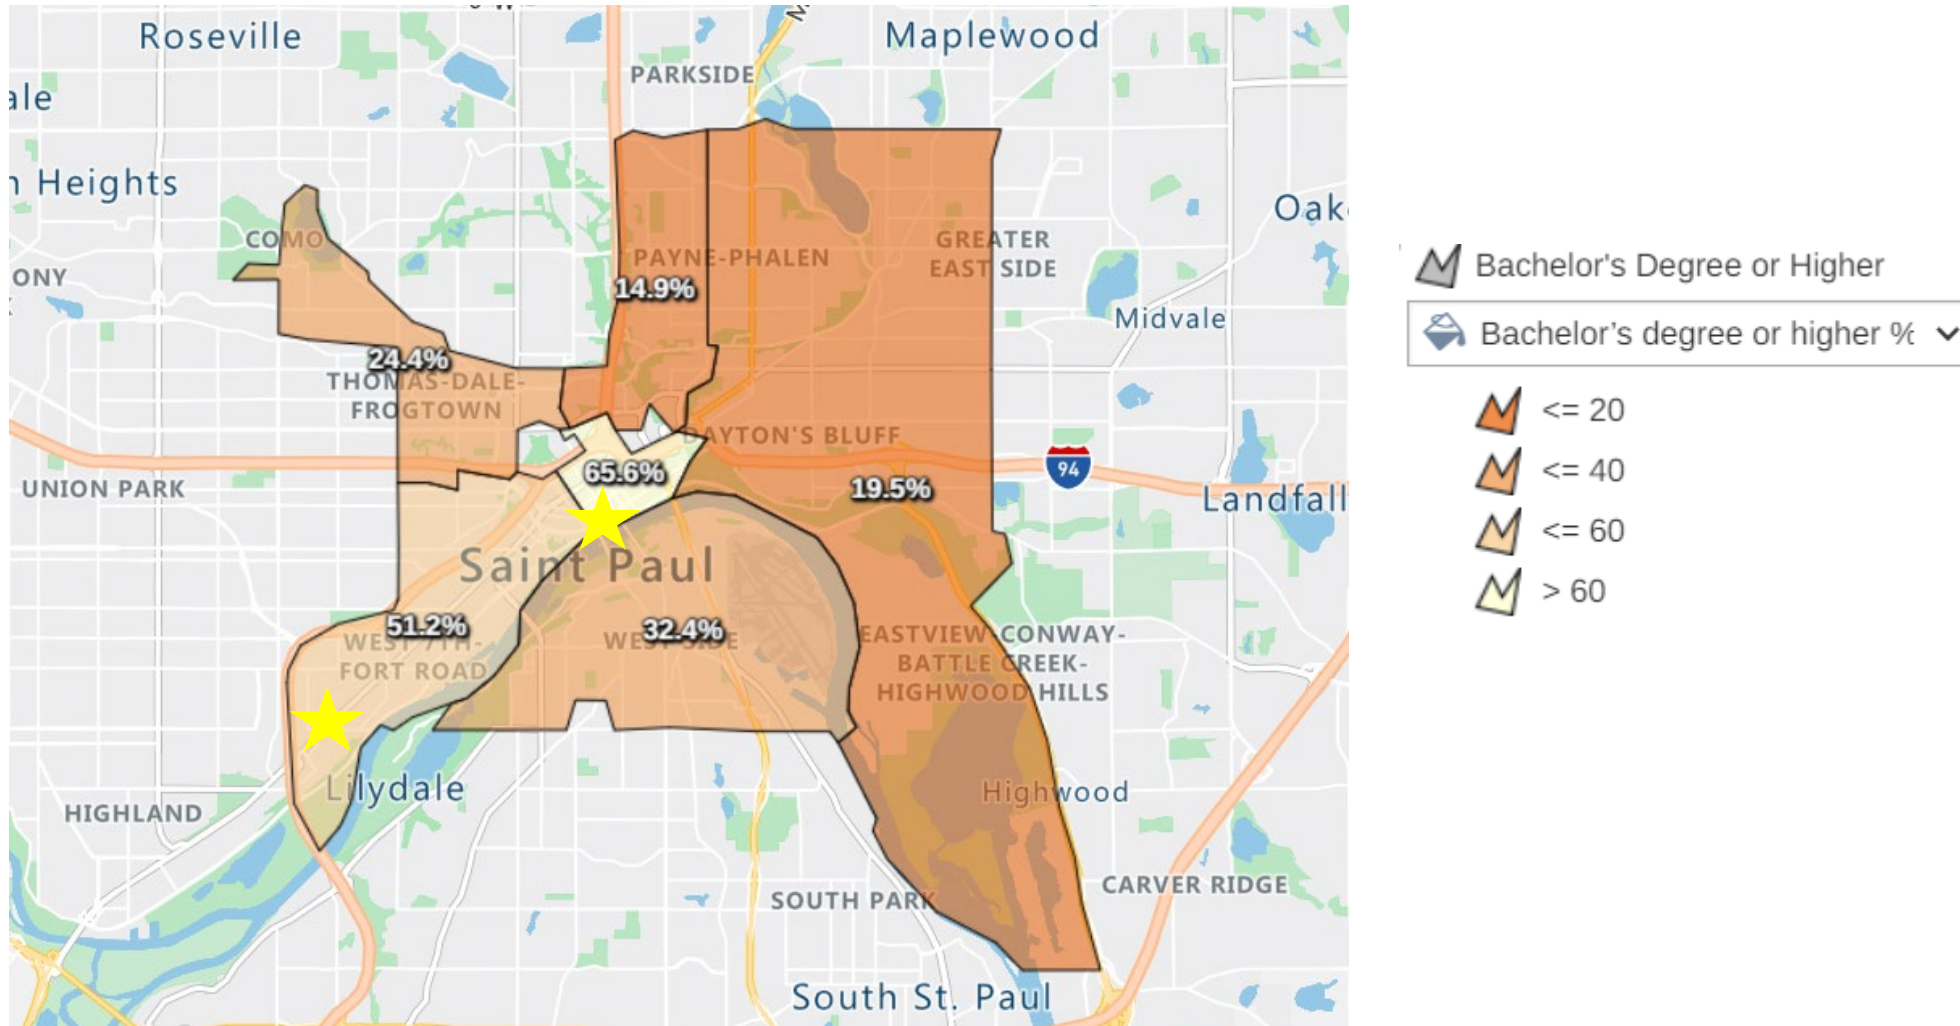 Roseville
Maplewood
PARKSIDE
ale
n Heights
Oak
COMO
ONY
PAYNE-PHALEN
GREATER
EAST SIDE
14.9%
Midvale
24.4%
THOMAS-DALE-
FROGTOWN
DAYTON'S BLUFF
65.6%
94
UNION PARK
19.5%
Landfall
Saint Paul
51.2%
32.4%
WEST 7TH-
FORT ROAD
WEST SIDE
EASTVIEW-CONWAY-
BATTLE CREEK-
HIGHWOOD HILLS
Lilydale
Highwood
HIGHLAND
SOUTH PARK
CARVER RIDGE
South St. Paul
Bachelor's Degree or Higher
Bachelor’s degree or higher %
<= 20
<= 40
<= 60
> 60